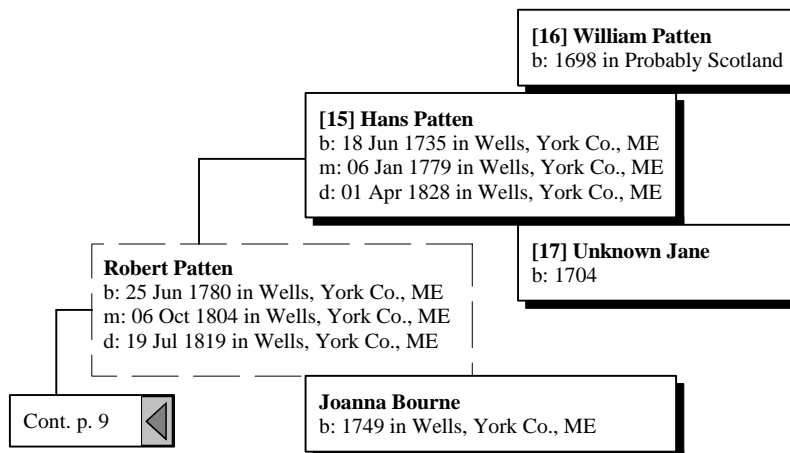 [16] William Patten
b: 1698 in Probably Scotland
[15] Hans Patten
b: 18 Jun 1735 in Wells, York Co., ME
m: 06 Jan 1779 in Wells, York Co., ME
d: 01 Apr 1828 in Wells, York Co., ME
[17] Unknown Jane
b: 1704
Robert Patten
b: 25 Jun 1780 in Wells, York Co., ME
m: 06 Oct 1804 in Wells, York Co., ME
d: 19 Jul 1819 in Wells, York Co., ME
Joanna Bourne
b: 1749 in Wells, York Co., ME
Cont. p. 9